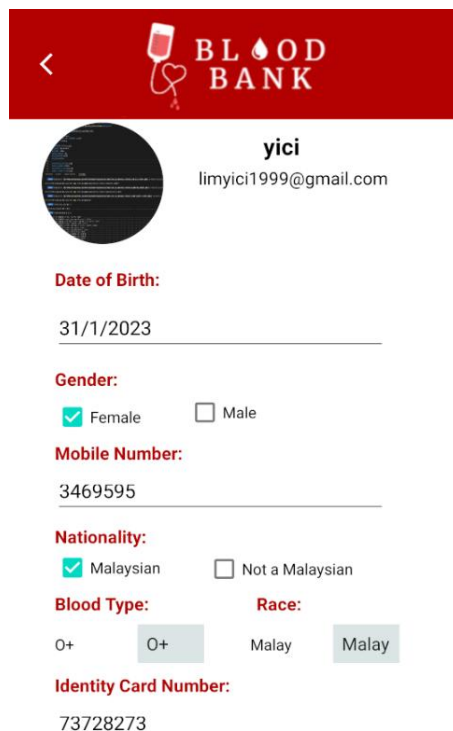 BLOOD
BANK
yici
limyici1999@gmail.com
Date of Birth:
31/1/2023
Gender:
Female Male
Mobile Number:
3469595
Nationality:
Malaysian Not a Malaysian
Blood Type: Race:
O+ O+ Malay Malay
Identity Card Number:
73728273